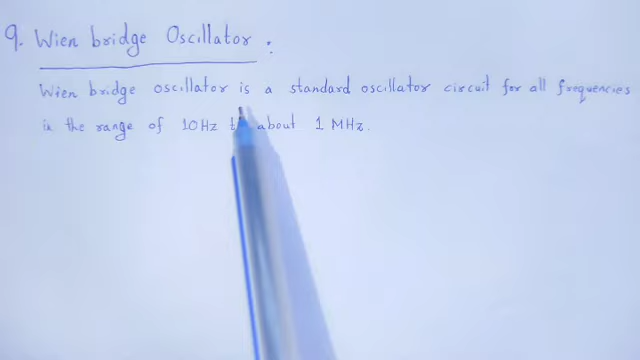 9. Wien bridge Oscillator :
Wien bridge oscillator is a standard oscillator circuit for all frequencies
in the range of 10Hz about 1 MHz.